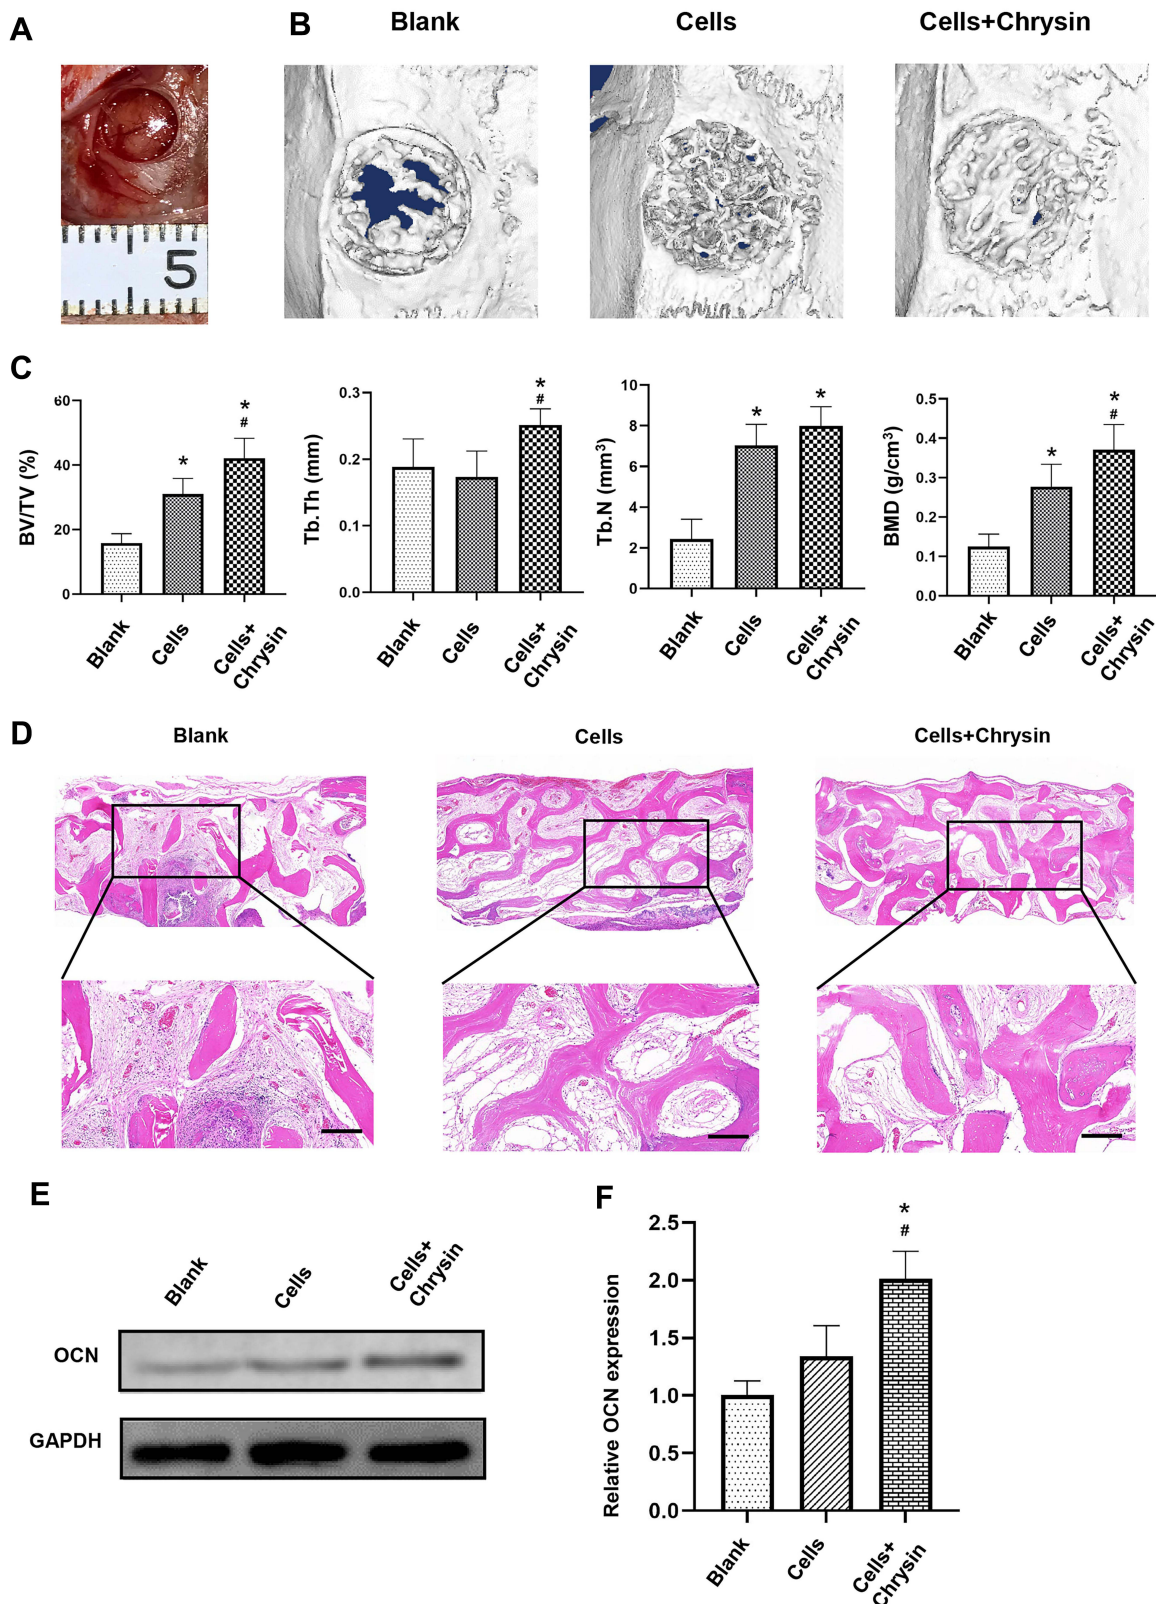 A
B
Blank
Cells
Cells+Chrysin
5
C
BV/TV (%)
60
40
20
0
*
*
#
Blank
Cells
Cells+
Chrysin
Tb.Th (mm)
0.3
0.2
0.1
0.0
*
#
Blank
Cells
Cells+
Chrysin
Tb.N (mm³)
10
8
6
4
2
0
*
*
Blank
Cells
Cells+
Chrysin
BMD (g/cm³)
0.5
0.4
0.3
0.2
0.1
0.0
*
*
#
Blank
Cells
Cells+
Chrysin
D
Blank
Cells
Cells+Chrysin
E
Blank
Cells
Cells+
Chrysin
OCN
GAPDH
F
Relative OCN expression
2.5
2.0
1.5
1.0
0.5
0.0
*
#
Blank
Cells
Cells+
Chrysin